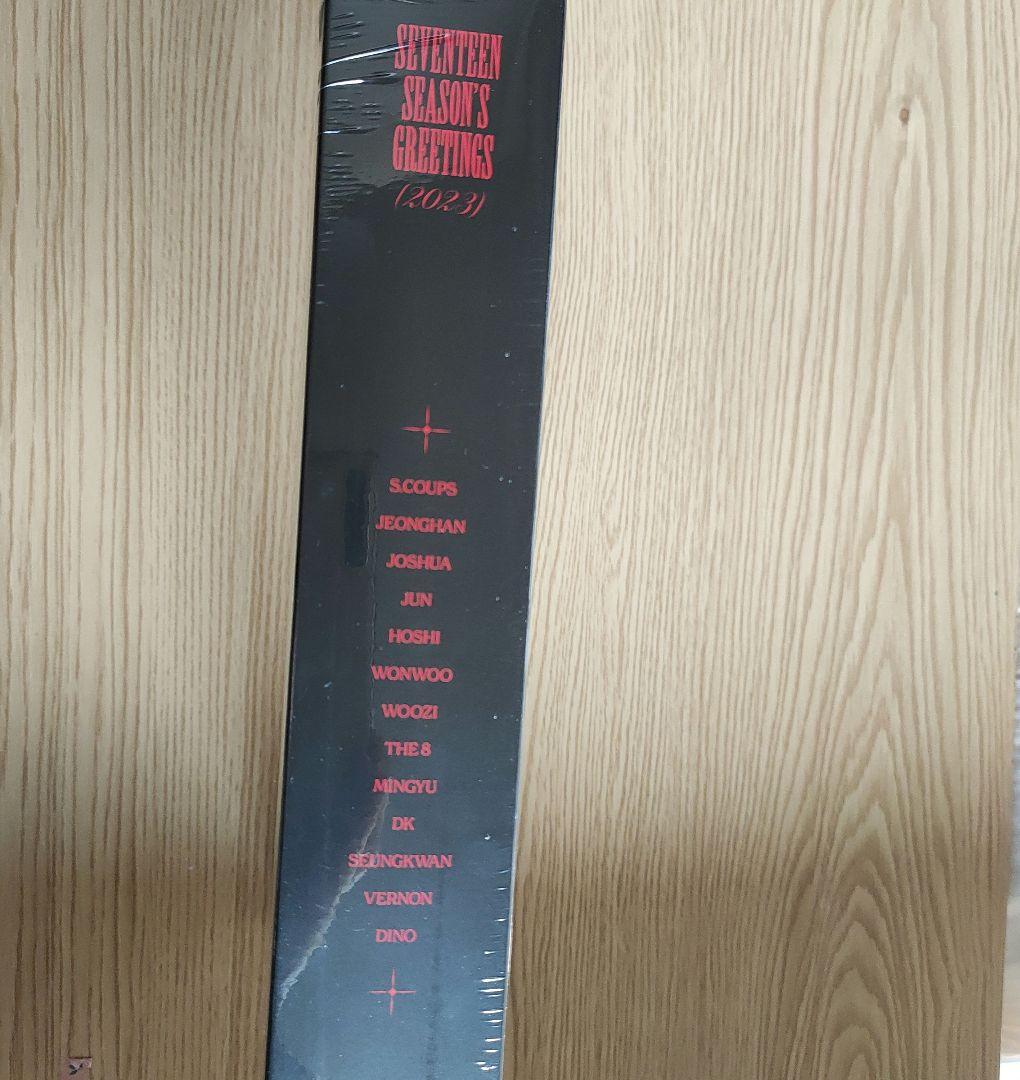 SEVENTEEN
SEASON'S
GREETINGS
(2023)
S.COUPS
JEONGHAN
JOSHUA
JUN
HOSHI
WONWOO
WOOZI
THE 8
MINGYU
DK
SEUNGKWAN
VERNON
DINO